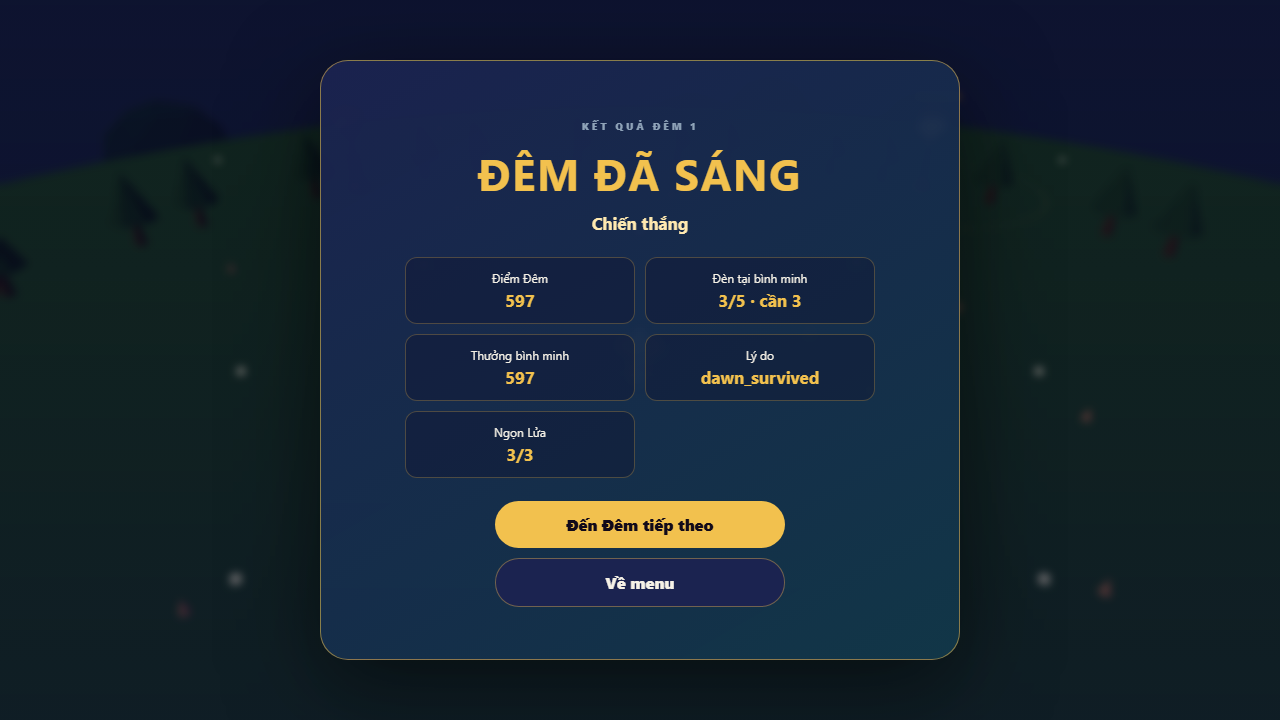 KẾT QUẢ ĐÊM 1
ĐÊM ĐÃ SÁNG
Chiến thắng
Điểm Đêm
597
Đèn tại bình minh
3/5 · cần 3
Thưởng bình minh
597
Lý do
dawn_survived
Ngọn Lửa
3/3
Đến Đêm tiếp theo
Về menu